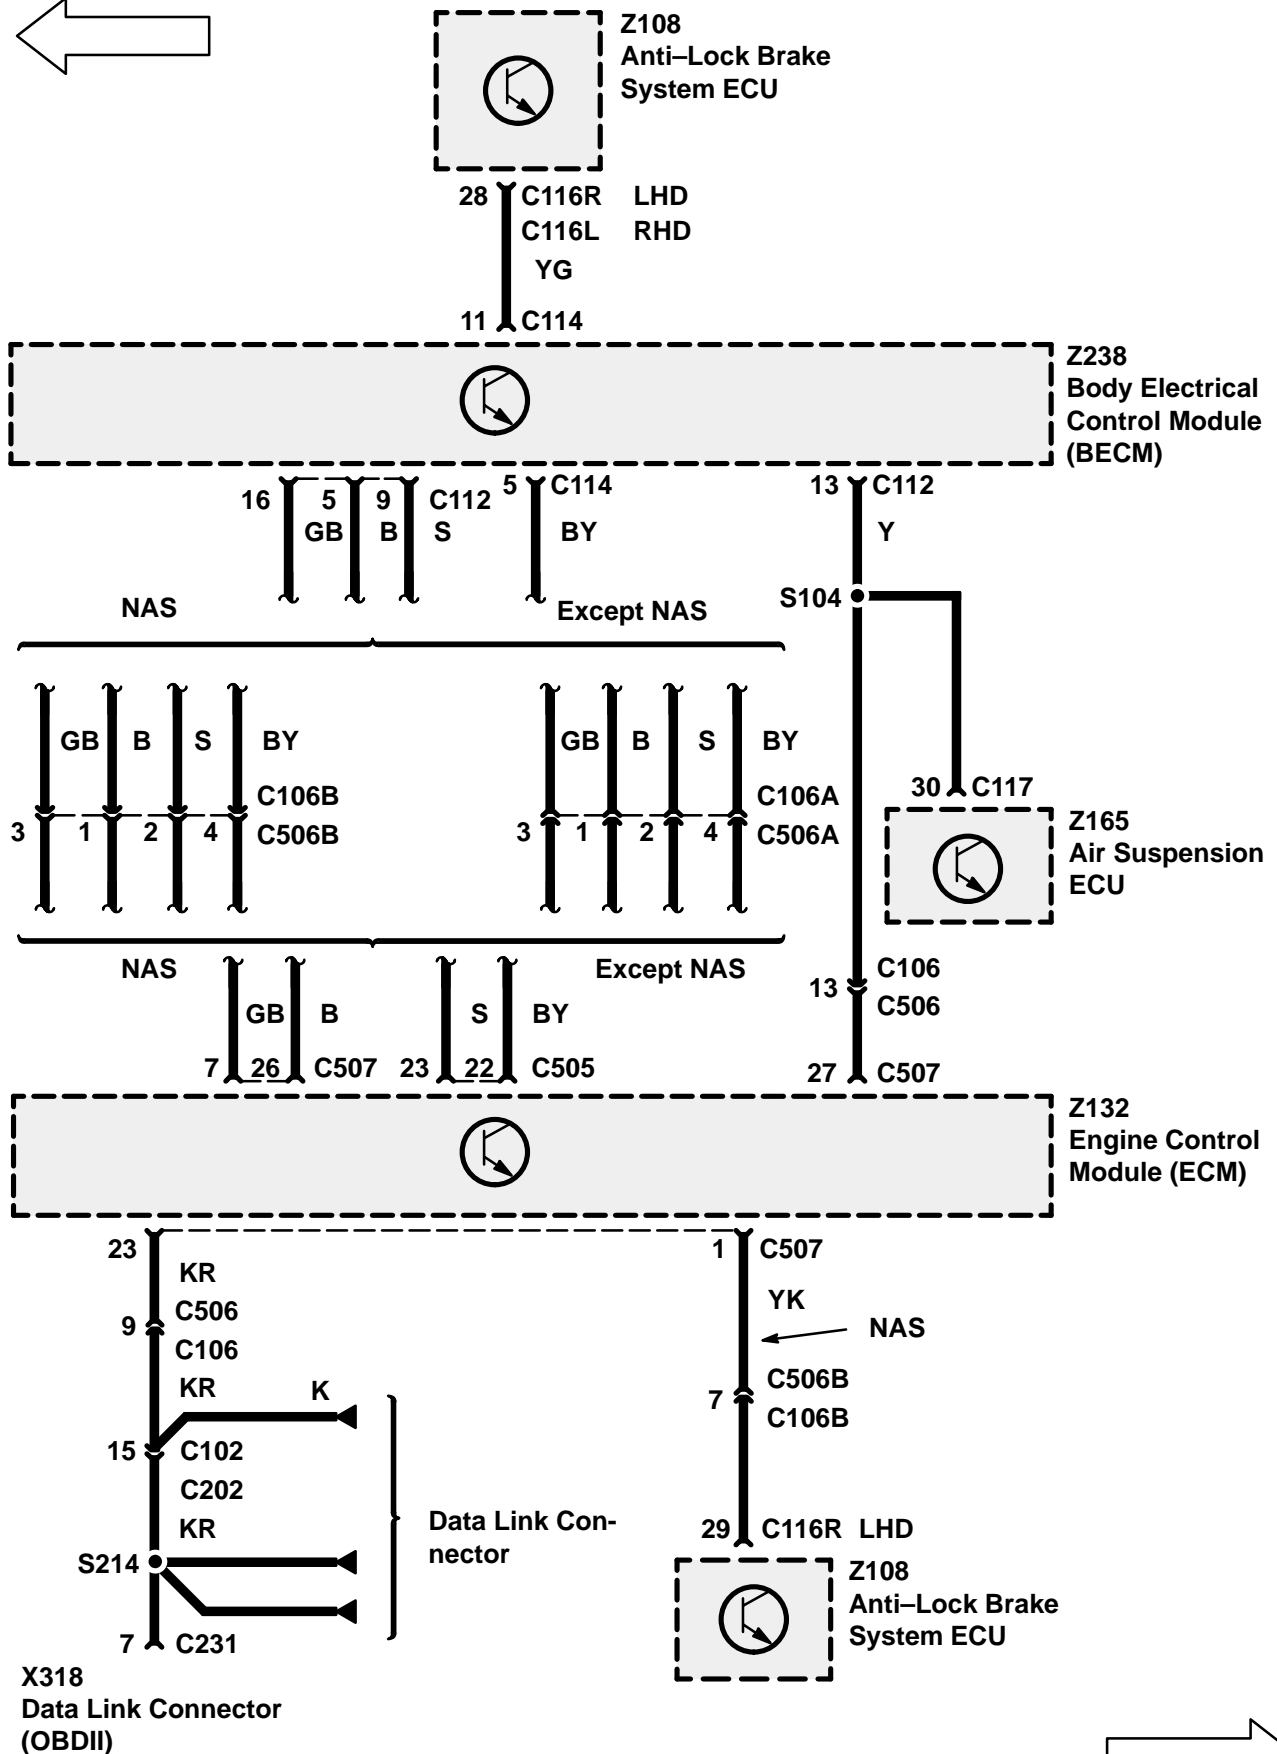 Z108
Anti–Lock Brake
System ECU
28 C116R LHD
C116L RHD
YG
11 C114
Z238
Body Electrical
Control Module
(BECM)
16 5 9 C112 5 C114 13 C112
GB B S BY Y
NAS Except NAS S104
GB B S BY GB B S BY
C106B C106A 30 C117
3 1 2 4 C506B 3 1 2 4 C506A
Z165
Air Suspension
ECU
NAS Except NAS C106
13 C506
GB B S BY
7 26 C507 23 22 C505 27 C507
Z132
Engine Control
Module (ECM)
23 1 C507
KR YK
C506 NAS
9
C106
KR K C506B
7
C106B
15 C102
C202
KR
Data Link Con-
nector
29 C116R LHD
S214
Z108
Anti–Lock Brake
System ECU
7 C231
X318
Data Link Connector
(OBDII)